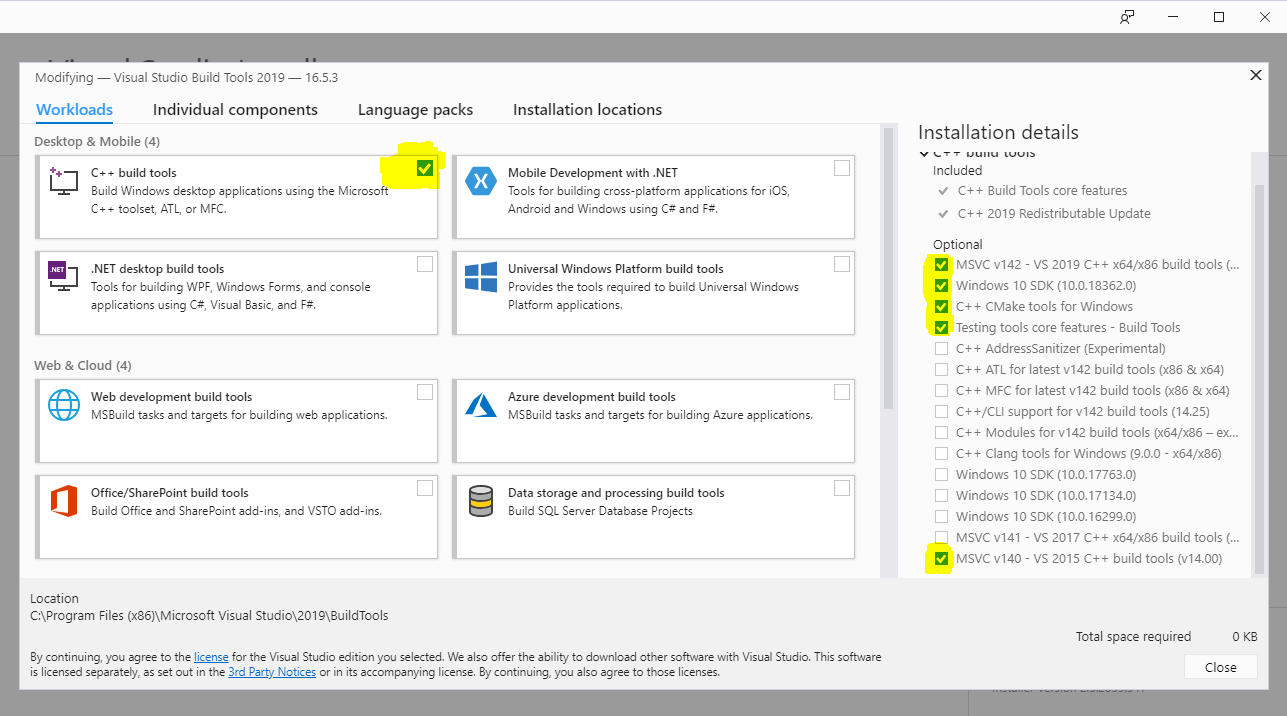 Modifying — Visual Studio Build Tools 2019 — 16.5.3
Workloads
Individual components
Language packs
Installation locations
Desktop & Mobile (4)
C++ build tools
Build Windows desktop applications using the Microsoft
C++ toolset, ATL, or MFC.
Mobile Development with .NET
Tools for building cross-platform applications for iOS,
Android and Windows using C# and F#.
.NET
.NET desktop build tools
Tools for building WPF, Windows Forms, and console
applications using C#, Visual Basic, and F#.
Universal Windows Platform build tools
Provides the tools required to build Universal Windows
Platform applications.
Web & Cloud (4)
Web development build tools
MSBuild tasks and targets for building web applications.
Azure development build tools
MSBuild tasks and targets for building Azure applications.
Office/SharePoint build tools
Build Office and SharePoint add-ins, and VSTO add-ins.
Data storage and processing build tools
Build SQL Server Database Projects
Installation details
C++ build tools
Included
C++ Build Tools core features
C++ 2019 Redistributable Update
Optional
MSVC v142 - VS 2019 C++ x64/x86 build tools (...
Windows 10 SDK (10.0.18362.0)
C++ CMake tools for Windows
Testing tools core features - Build Tools
C++ AddressSanitizer (Experimental)
C++ ATL for latest v142 build tools (x86 & x64)
C++ MFC for latest v142 build tools (x86 & x64)
C++/CLI support for v142 build tools (14.25)
C++ Modules for v142 build tools (x64/x86 – ex...
C++ Clang tools for Windows (9.0.0 - x64/x86)
Windows 10 SDK (10.0.17763.0)
Windows 10 SDK (10.0.17134.0)
Windows 10 SDK (10.0.16299.0)
MSVC v141 - VS 2017 C++ x64/x86 build tools (...
MSVC v140 - VS 2015 C++ build tools (v14.00)
Location
C:\Program Files (x86)\Microsoft Visual Studio\2019\BuildTools
Total space required 0 KB
By continuing, you agree to the license for the Visual Studio edition you selected. We also offer the ability to download other software with Visual Studio. This software
is licensed separately, as set out in the 3rd Party Notices or in its accompanying license. By continuing, you also agree to those licenses.
Close